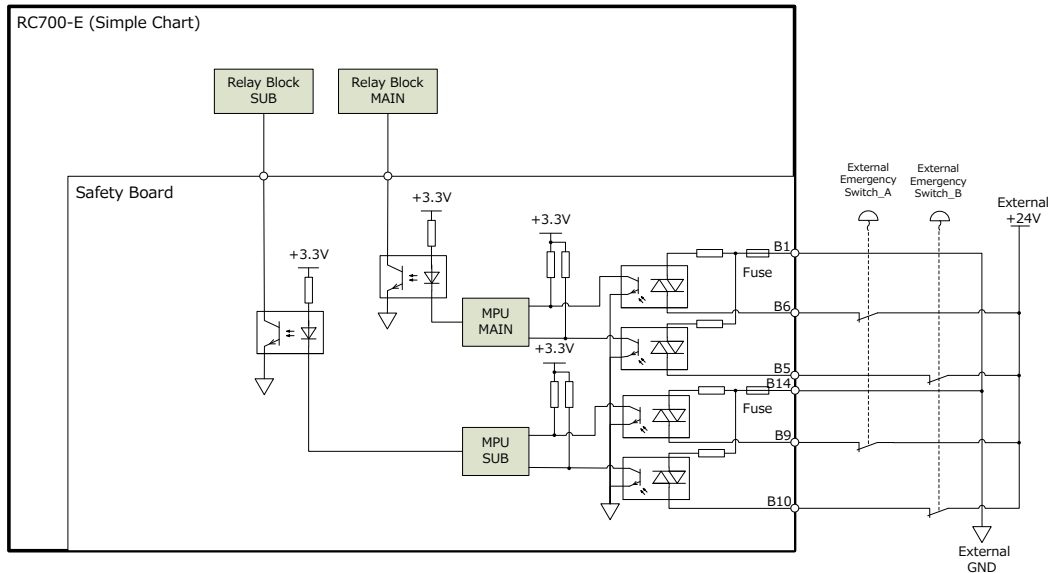 RC700-E (Simple Chart)
Relay Block
SUB
Relay Block
MAIN
Safety Board
+3.3V
+3.3V
+3.3V
+3.3V
MPU
MAIN
MPU
SUB
B1
Fuse
B6
B5
B14
Fuse
B9
B10
External
Emergency
Switch_A
External
Emergency
Switch_B
External
+24V
External
GND